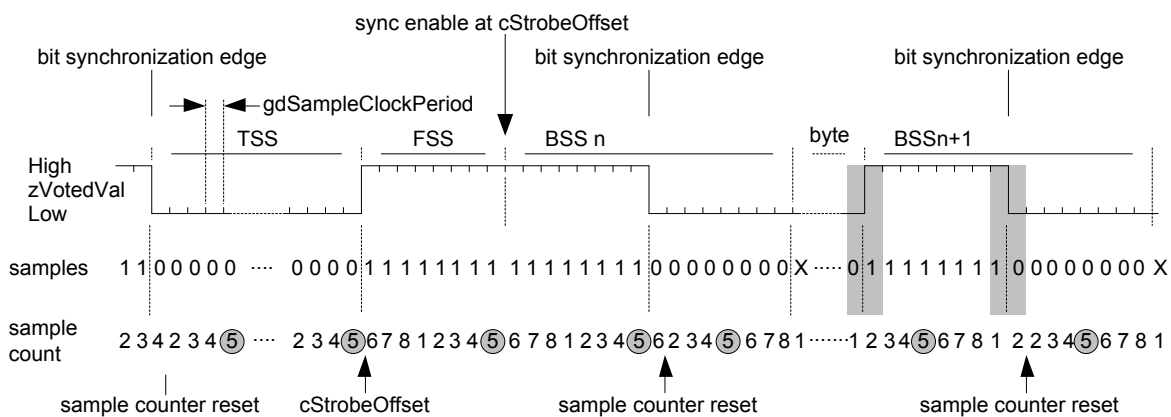 sync enable at cStrobeOffset
bit synchronization edge bit synchronization edge bit synchronization edge
gdSampleClockPeriod
TSS FSS BSS n byte BSSn+1
High
zVotedVal
Low
samples 1 1 0 0 0 0 0 ···· 0 0 0 0 1 1 1 1 1 1 1 1 1 1 1 1 1 1 1 1 0 0 0 0 0 0 0 0 X ····· 0 1 1 1 1 1 1 1 1 0 0 0 0 0 0 0 0 X
sample
count 2 3 4 2 3 4 5 ···· 2 3 4 5 6 7 8 1 2 3 4 5 6 7 8 1 2 3 4 5 6 2 3 4 5 6 7 8 1 ······· 1 2 3 4 5 6 7 8 1 2 2 3 4 5 6 7 8 1
sample counter reset cStrobeOffset sample counter reset sample counter reset